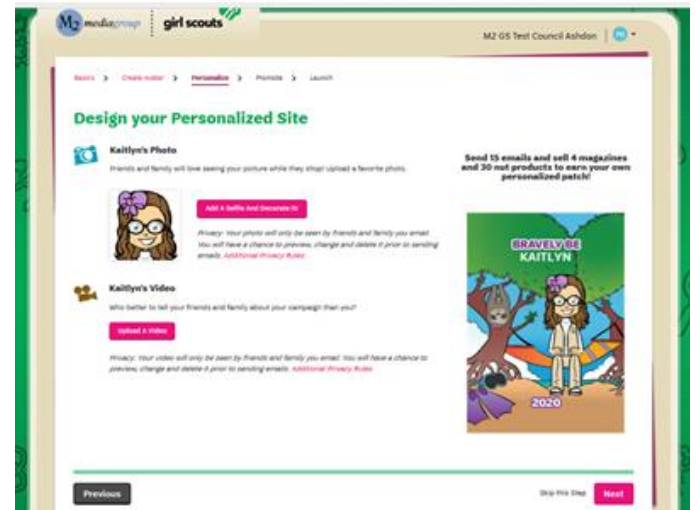 M2 mediagroup girl scouts
M2 GS Test Council Ashdon
Basics > Create Avatar > Personalize > Promote > Launch
Design your Personalized Site
Kaitlyn's Photo
Friends and family will love seeing your picture while they shop! Upload a favorite photo.
Add A Selfie And Decorate It!
Privacy: Your photo will only be seen by friends and family you email.
You will have a chance to preview, change and delete it prior to sending
emails. Additional Privacy Rules
Kaitlyn's Video
Who better to tell your friends and family about your campaign than you?
Upload A Video
Privacy: Your video will only be seen by friends and family you email. You will have a chance to
preview, change and delete it prior to sending emails. Additional Privacy Rules
Send 15 emails and sell 4 magazines
and 30 nut products to earn your own
personalized patch!
BRAVELY BE
KAITLYN
2020
Previous
Skip This Step
Next